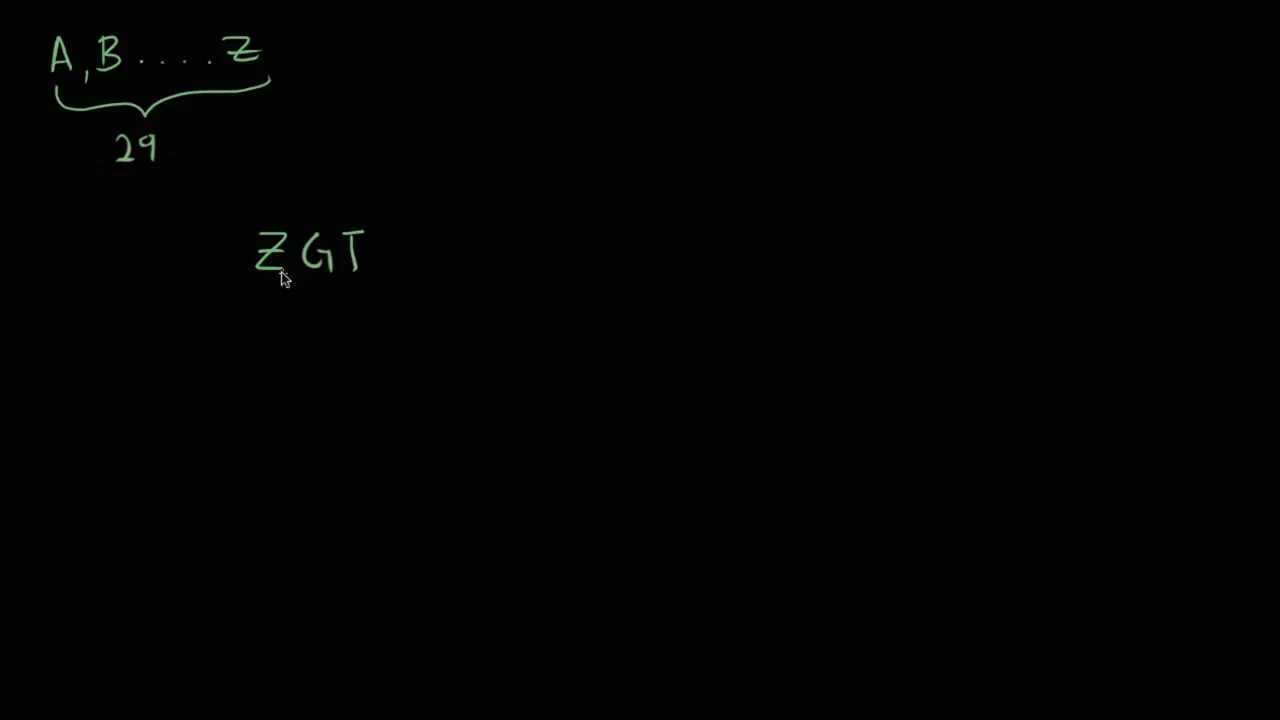 A, B . . . . Z
29
Z G T